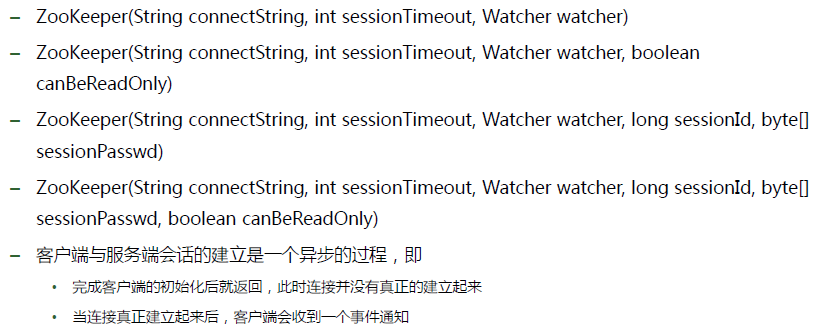 – ZooKeeper(String connectString, int sessionTimeout, Watcher watcher)
– ZooKeeper(String connectString, int sessionTimeout, Watcher watcher, boolean
canBeReadOnly)
– ZooKeeper(String connectString, int sessionTimeout, Watcher watcher, long sessionId, byte[]
sessionPasswd)
– ZooKeeper(String connectString, int sessionTimeout, Watcher watcher, long sessionId, byte[]
sessionPasswd, boolean canBeReadOnly)
– 客户端与服务端会话的建立是一个异步的过程，即
• 完成客户端的初始化后就返回，此时连接并没有真正的建立起来
• 当连接真正建立起来后，客户端会收到一个事件通知